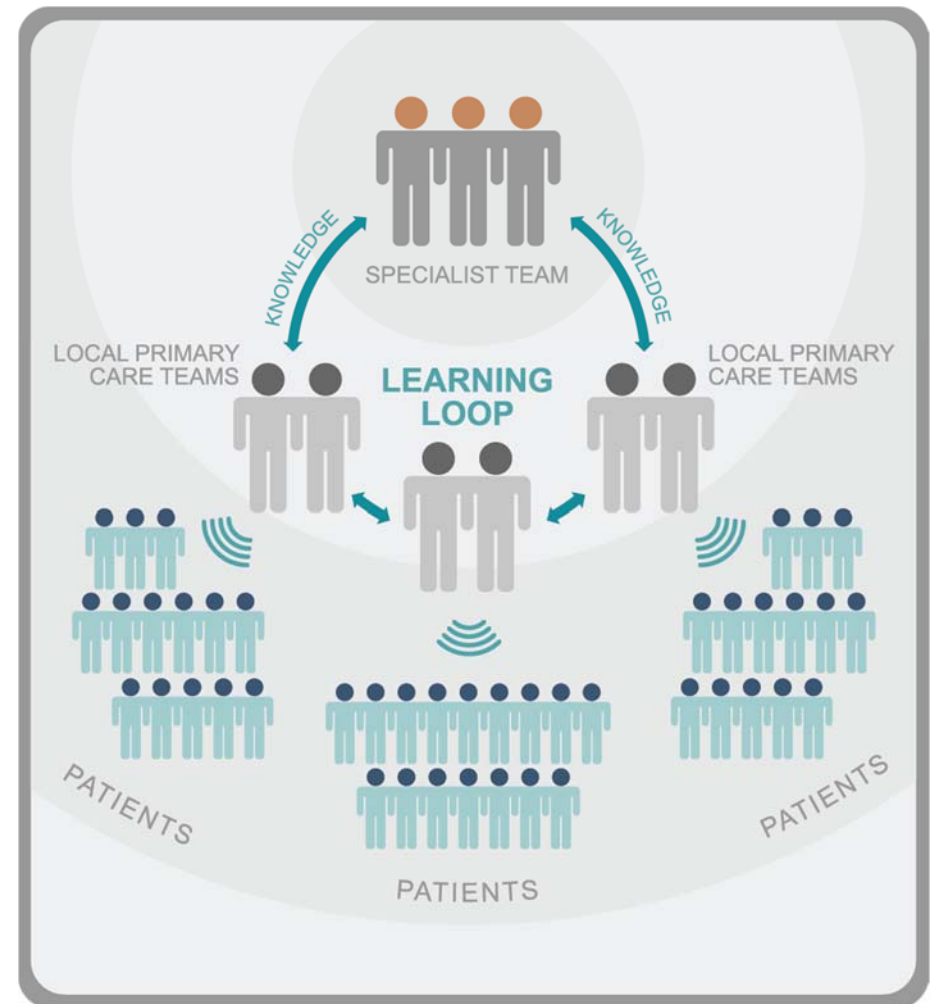 KNOWLEDGE
KNOWLEDGE
SPECIALIST TEAM
LOCAL PRIMARY
CARE TEAMS
LEARNING
LOOP
LOCAL PRIMARY
CARE TEAMS
PATIENTS
PATIENTS
PATIENTS